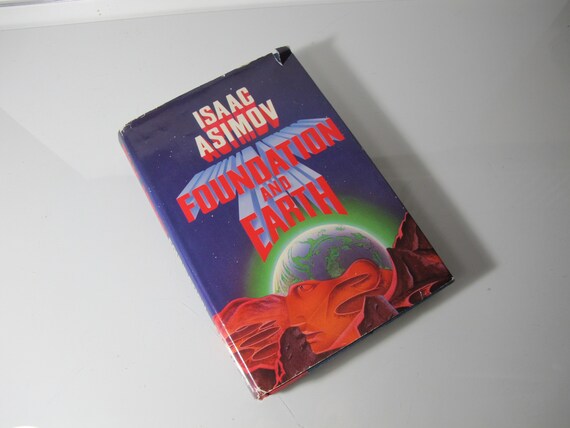 ISAAC
ASIMOV
FOUNDATION
AND
EARTH